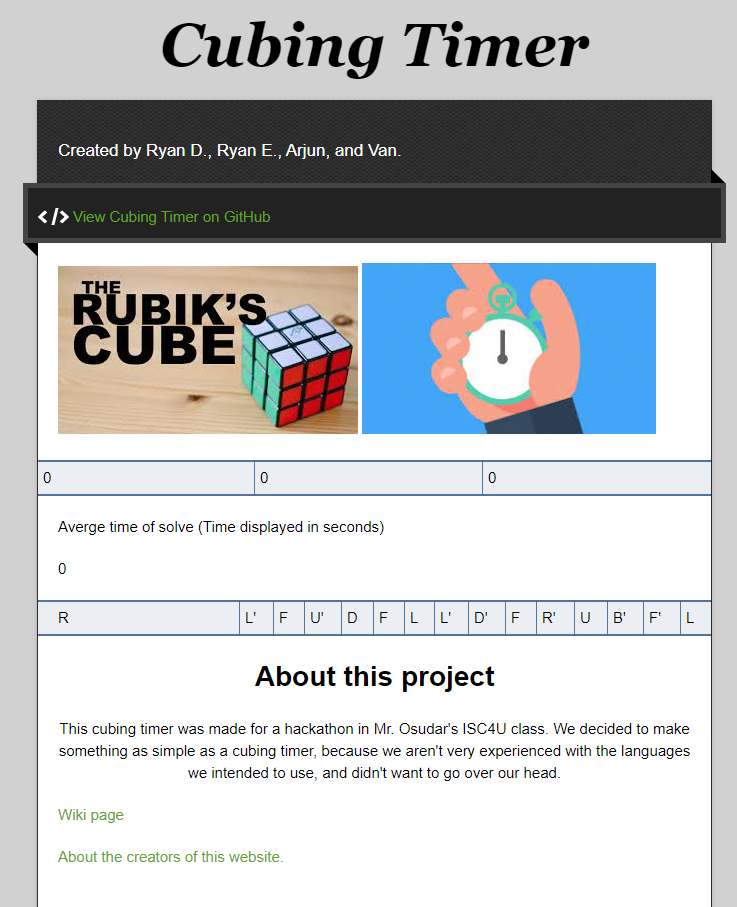 Cubing Timer
Created by Ryan D., Ryan E., Arjun, and Van.
</> View Cubing Timer on GitHub
THE
RUBIK'S
CUBE
0 0 0
Averge time of solve (Time displayed in seconds)
0
R L' F U' D F L L' D' F R' U B' F' L
About this project
This cubing timer was made for a hackathon in Mr. Osudar's ISC4U class. We decided to make
something as simple as a cubing timer, because we aren't very experienced with the languages
we intended to use, and didn't want to go over our head.
Wiki page
About the creators of this website.